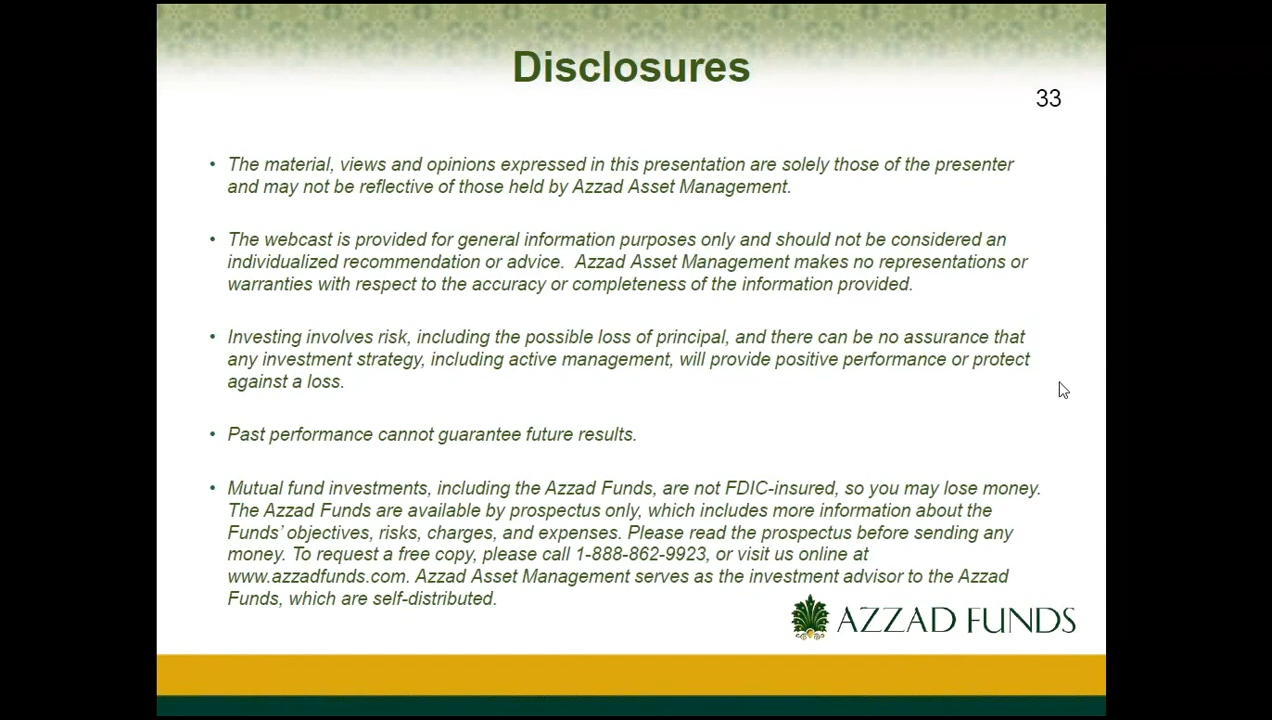 Disclosures
33
• The material, views and opinions expressed in this presentation are solely those of the presenter
and may not be reflective of those held by Azzad Asset Management.
• The webcast is provided for general information purposes only and should not be considered an
individualized recommendation or advice.  Azzad Asset Management makes no representations or
warranties with respect to the accuracy or completeness of the information provided.
• Investing involves risk, including the possible loss of principal, and there can be no assurance that
any investment strategy, including active management, will provide positive performance or protect
against a loss.
• Past performance cannot guarantee future results.
• Mutual fund investments, including the Azzad Funds, are not FDIC-insured, so you may lose money.
The Azzad Funds are available by prospectus only, which includes more information about the
Funds’ objectives, risks, charges, and expenses. Please read the prospectus before sending any
money. To request a free copy, please call 1-888-862-9923, or visit us online at
www.azzadfunds.com. Azzad Asset Management serves as the investment advisor to the Azzad
Funds, which are self-distributed.
AZZAD FUNDS